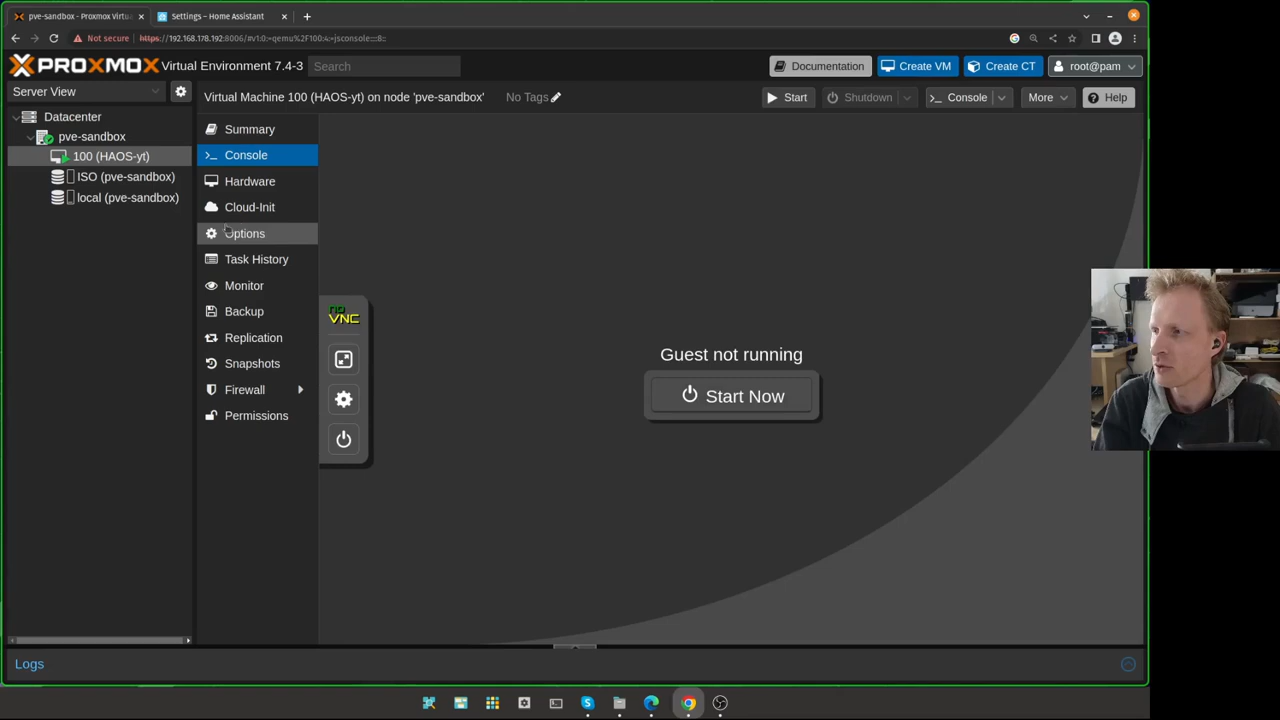 pve-sandbox - Proxmox Virtu
Settings – Home Assistant
Not secure
https://192.168.178.192:8006/#v1:0:=qemu%2F100:4:=jsconsole::::8::
PROXMOX Virtual Environment 7.4-3
Search
Documentation
Create VM
Create CT
root@pam
Server View
Virtual Machine 100 (HAOS-yt) on node 'pve-sandbox'
No Tags
Start
Shutdown
Console
More
Help
Datacenter
pve-sandbox
100 (HAOS-yt)
ISO (pve-sandbox)
local (pve-sandbox)
Summary
Console
Hardware
Cloud-Init
Options
Task History
Monitor
Backup
Replication
Snapshots
Firewall
Permissions
no
VNC
Guest not running
Start Now
Logs